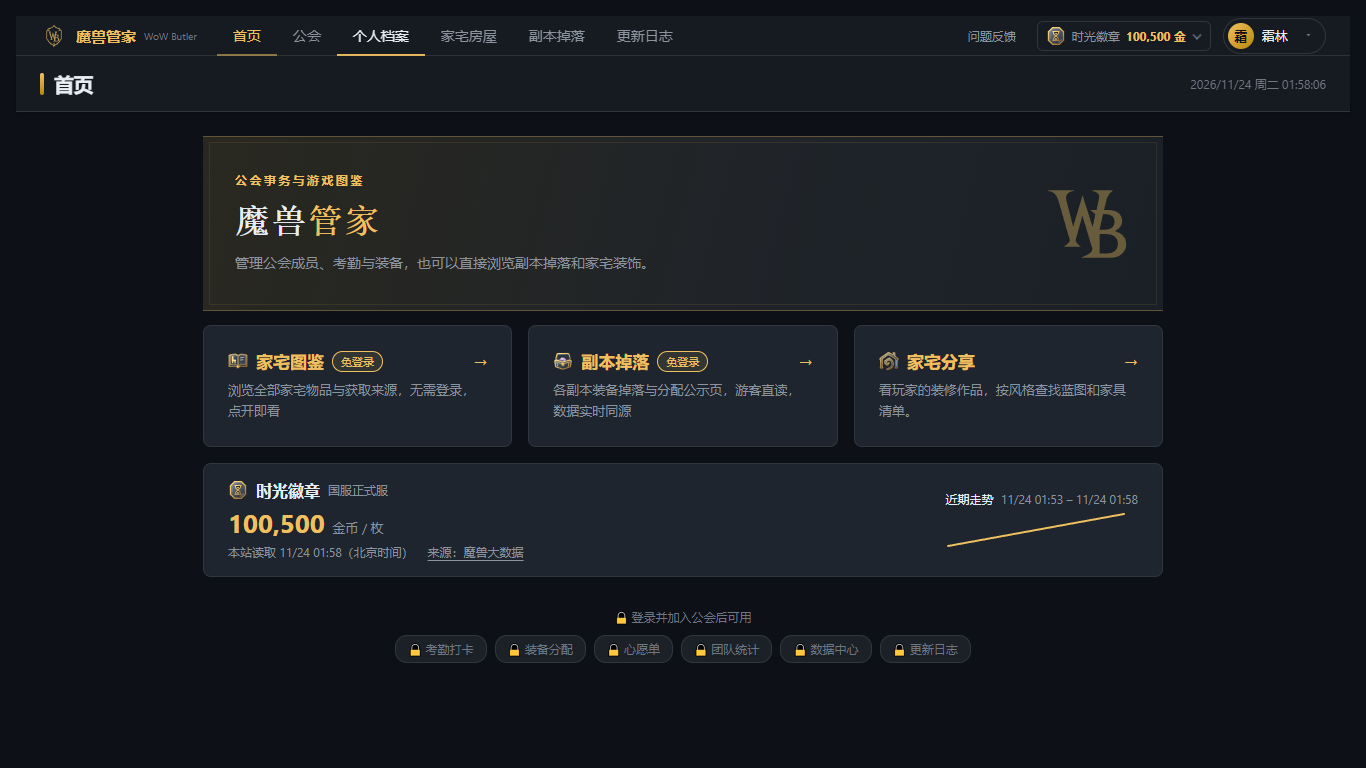 魔兽管家 WoW Butler 首页 公会 个人档案 家宅房屋 副本掉落 更新日志 问题反馈 时光徽章 100,500 金 霜 霜林
首页 2026/11/24 周二 01:58:06
公会事务与游戏图鉴
魔兽管家
WB
管理公会成员、考勤与装备，也可以直接浏览副本掉落和家宅装饰。
家宅图鉴 免登录 →
浏览全部家宅物品与获取来源，无需登录，
点开即看
副本掉落 免登录 →
各副本装备掉落与分配公示页，游客直读，
数据实时同源
家宅分享 →
看玩家的装修作品，按风格查找蓝图和家具
清单。
时光徽章 国服正式服
100,500 金币 / 枚
本站读取 11/24 01:58（北京时间） 来源：魔兽大数据
近期走势 11/24 01:53 – 11/24 01:58
登录并加入公会后可用
考勤打卡 装备分配 心愿单 团队统计 数据中心 更新日志